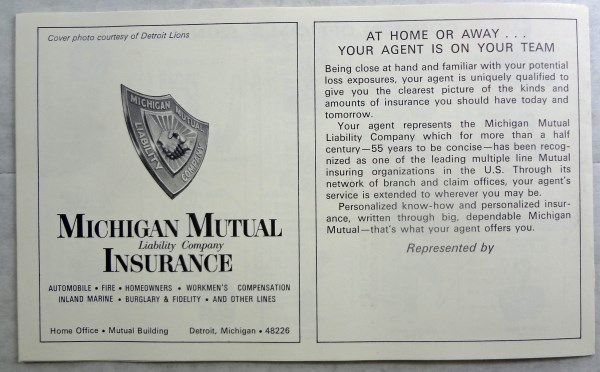 Cover photo courtesy of Detroit Lions
MICHIGAN MUTUAL
LIABILITY COMPANY
MICHIGAN MUTUAL
Liability Company
INSURANCE
AUTOMOBILE • FIRE • HOMEOWNERS • WORKMEN'S COMPENSATION
INLAND MARINE • BURGLARY & FIDELITY • AND OTHER LINES
Home Office • Mutual Building Detroit, Michigan • 48226
AT HOME OR AWAY . . .
YOUR AGENT IS ON YOUR TEAM
Being close at hand and familiar with your potential
loss exposures, your agent is uniquely qualified to
give you the clearest picture of the kinds and
amounts of insurance you should have today and
tomorrow.
Your agent represents the Michigan Mutual
Liability Company which for more than a half
century—55 years to be concise—has been recog-
nized as one of the leading multiple line Mutual
insuring organizations in the U.S. Through its
network of branch and claim offices, your agent's
service is extended to wherever you may be.
Personalized know-how and personalized insur-
ance, written through big, dependable Michigan
Mutual—that's what your agent offers you.
Represented by